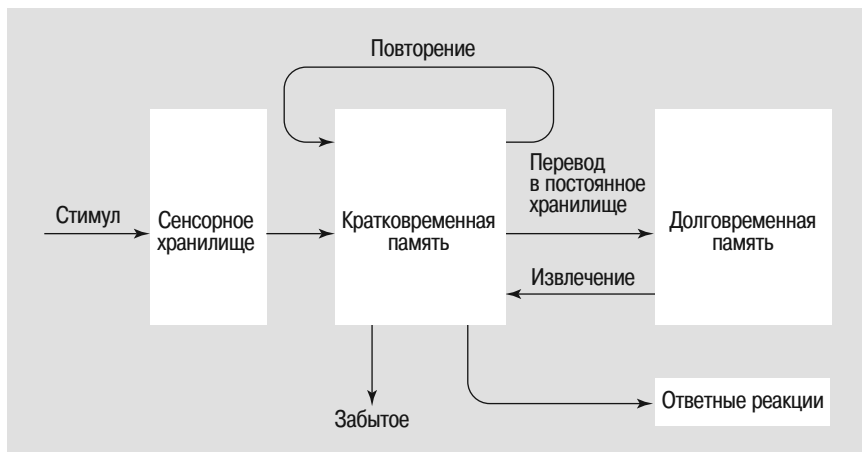 Повторение
Стимул
Сенсорное
хранилище
Кратковременная
память
Перевод
в постоянное
хранилище
Извлечение
Долговременная
память
Забытое
Ответные реакции